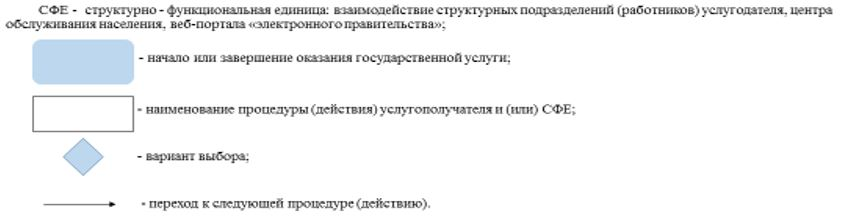 СФЕ - структурно - функциональная единица: взаимодействие структурных подразделений (работников) услугодателя, центра
обслуживания населения, веб-портала «электронного правительства»;
- начало или завершение оказания государственной услуги;
- наименование процедуры (действия) услугополучателя и (или) СФЕ;
- вариант выбора;
- переход к следующей процедуре (действию).